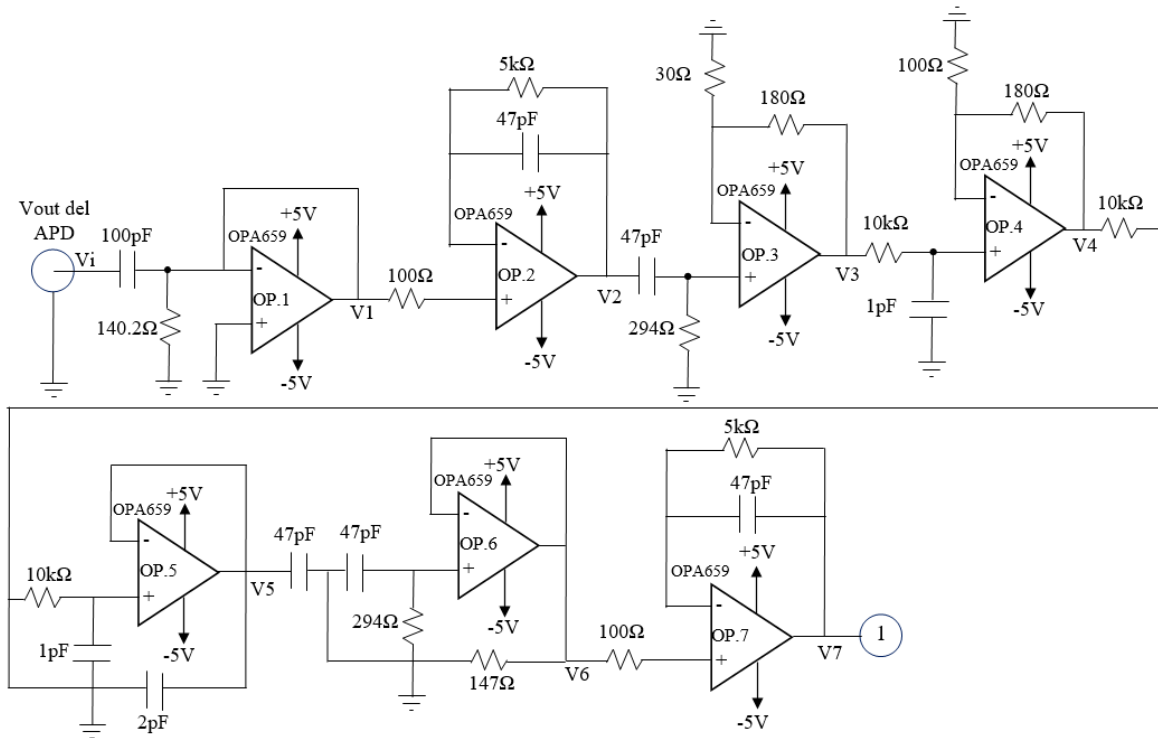 Vout del
APD
Vi
100pF
140.2Ω
OPA659
+5V
-
OP.1
+
-5V
V1
100Ω
5kΩ
47pF
OPA659
+5V
-
OP.2
+
-5V
V2
47pF
294Ω
30Ω
180Ω
OPA659
+5V
-
OP.3
+
-5V
V3
10kΩ
1pF
100Ω
180Ω
OPA659
+5V
-
OP.4
+
-5V
V4
10kΩ
10kΩ
1pF
2pF
OPA659
+5V
-
OP.5
+
-5V
V5
47pF
47pF
294Ω
147Ω
OPA659
+5V
-
OP.6
+
-5V
V6
100Ω
5kΩ
47pF
OPA659
+5V
-
OP.7
+
-5V
V7
1